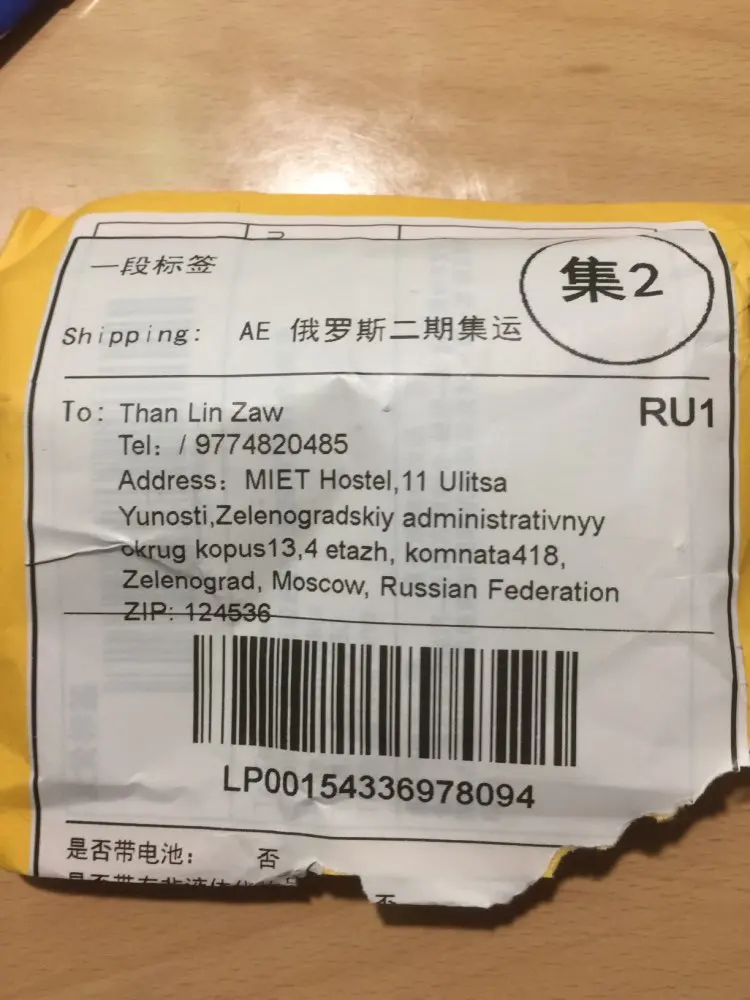 一段标签
集2
Shipping: AE 俄罗斯二期集运
To: Than Lin Zaw
RU1
Tel: / 9774820485
Address: MIET Hostel,11 Ulitsa
Yunosti,Zelenogradskiy administrativnyy
okrug kopus13,4 etazh, komnata418,
Zelenograd, Moscow, Russian Federation
ZIP: 124536
LP00154336978094
是否带电池: 否